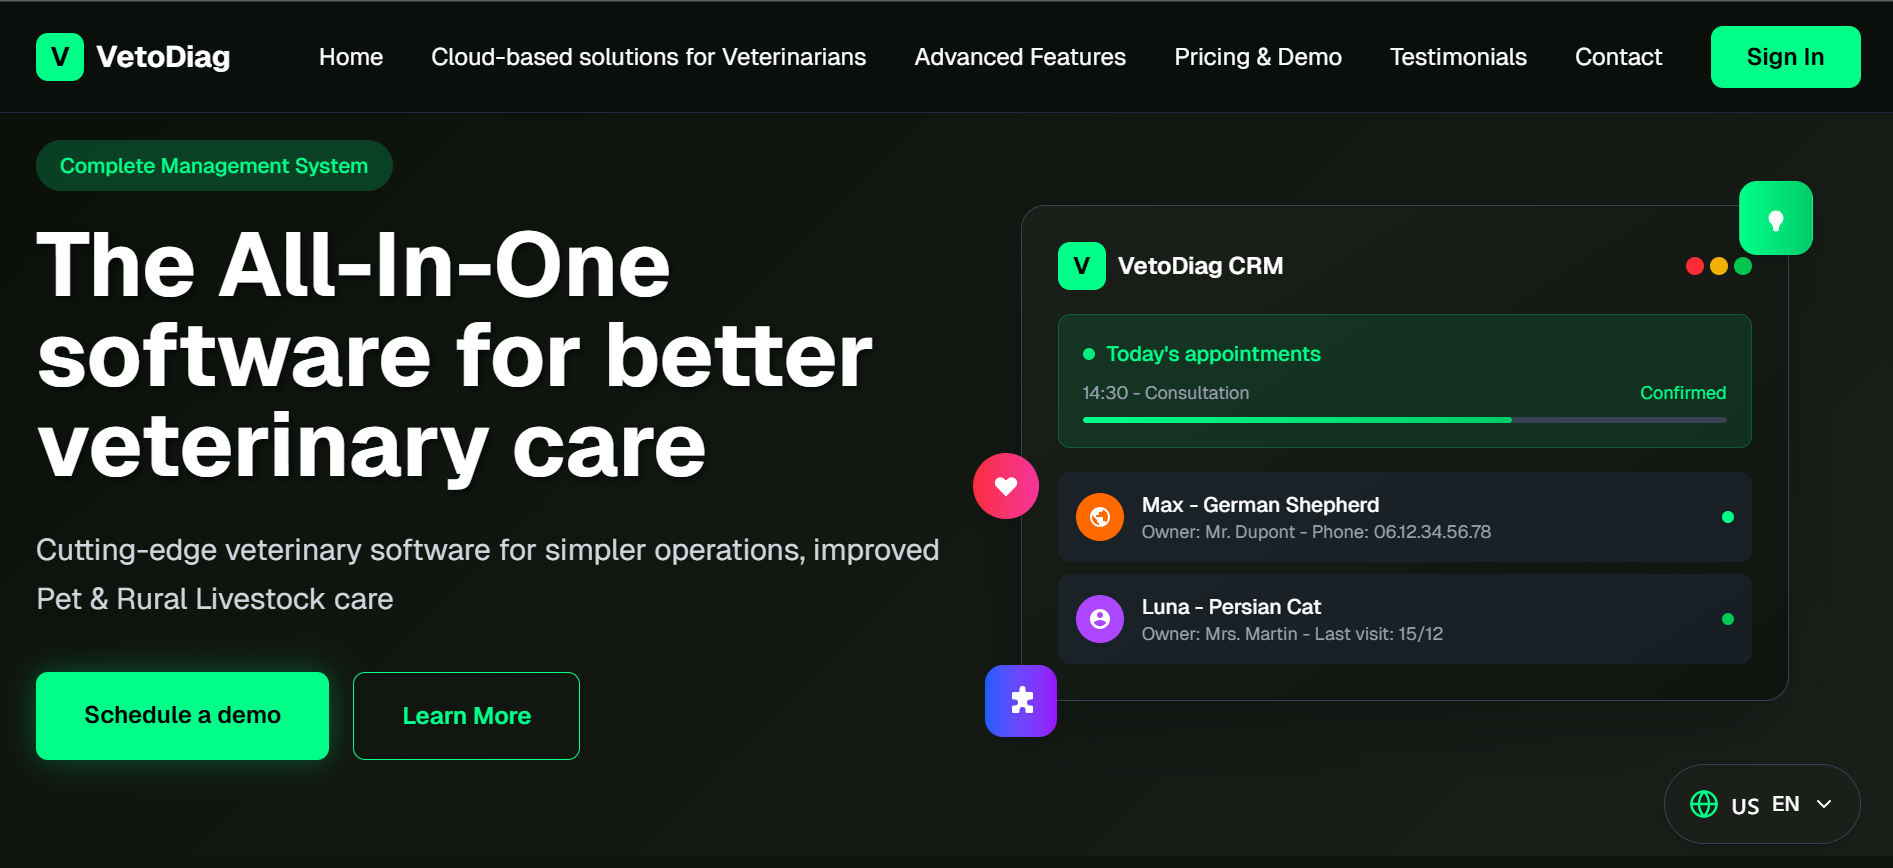 V VetoDiag Home Cloud-based solutions for Veterinarians Advanced Features Pricing & Demo Testimonials Contact Sign In
Complete Management System
The All-In-One
software for better
veterinary care
Cutting-edge veterinary software for simpler operations, improved
Pet & Rural Livestock care
Schedule a demo Learn More
V VetoDiag CRM
Today's appointments
14:30 - Consultation Confirmed
Max - German Shepherd
Owner: Mr. Dupont - Phone: 06.12.34.56.78
Luna - Persian Cat
Owner: Mrs. Martin - Last visit: 15/12
US EN